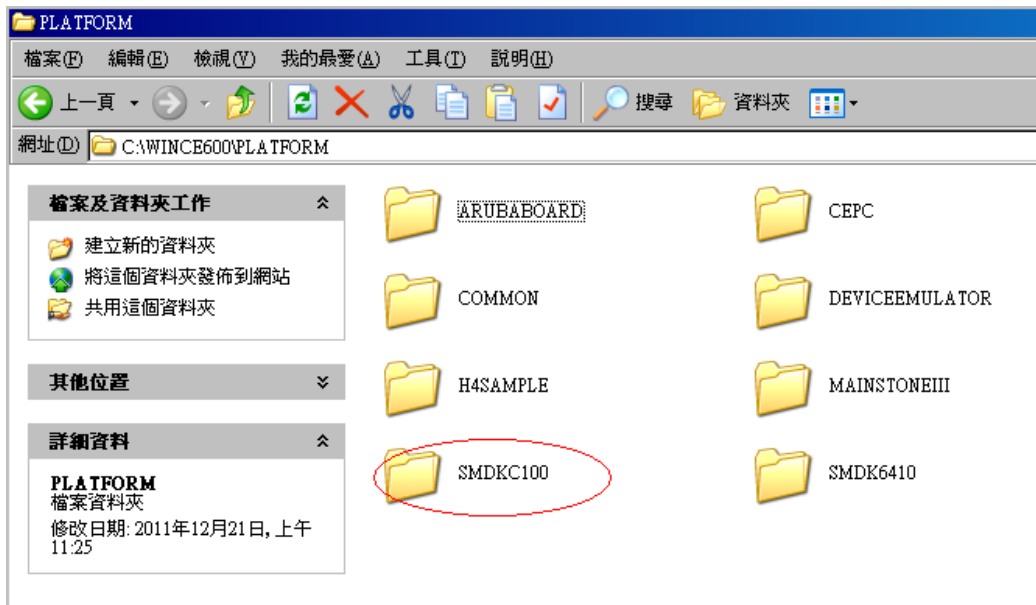 PLATFORM
檔案(F) 編輯(E) 檢視(V) 我的最愛(A) 工具(T) 說明(H)
上一頁 搜尋 資料夾
網址(D) C:\WINCE600\PLATFORM
檔案及資料夾工作
建立新的資料夾
將這個資料夾發佈到網站
共用這個資料夾
其他位置
詳細資料
PLATFORM
檔案資料夾
修改日期: 2011年12月21日, 上午
11:25
ARUBABOARD CEPC
COMMON DEVICEEMULATOR
H4SAMPLE MAINSTONEIII
SMDKC100 SMDK6410